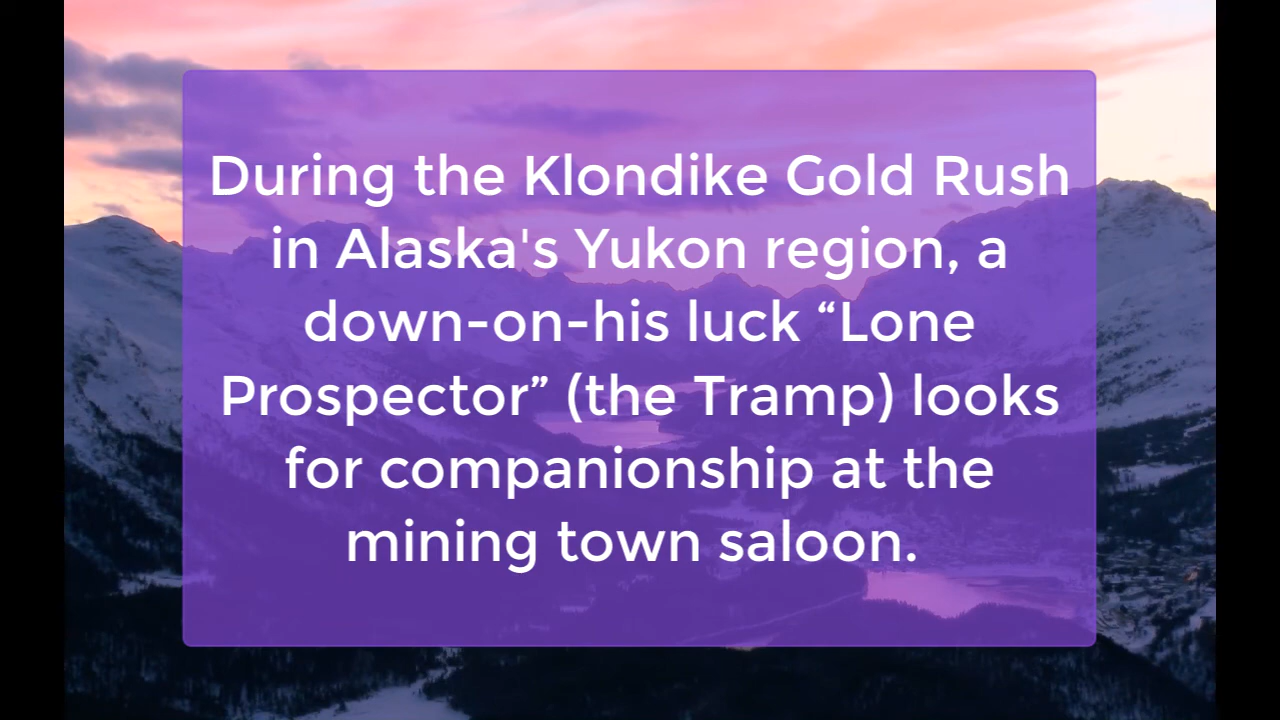 During the Klondike Gold Rush
in Alaska's Yukon region, a
down-on-his luck “Lone
Prospector” (the Tramp) looks
for companionship at the
mining town saloon.